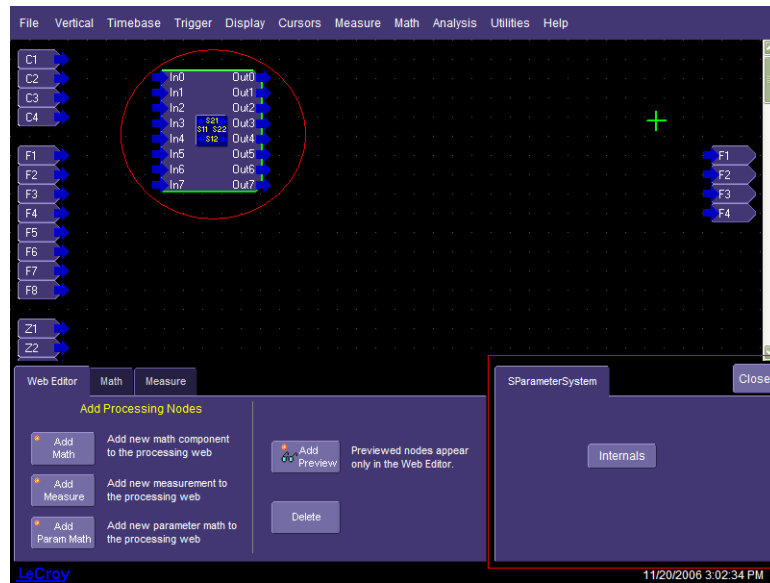 File Vertical Timebase Trigger Display Cursors Measure Math Analysis Utilities Help
C1
C2
C3
C4
F1
F2
F3
F4
F5
F6
F7
F8
Z1
Z2
In0 Out0
In1 Out1
In2 Out2
In3 Out3
In4 Out4
In5 Out5
In6 Out6
In7 Out7
S21
S11 S22
S12
F1
F2
F3
F4
Web Editor Math Measure
Add Processing Nodes
Add Math
Add new math component
to the processing web
Add Measure
Add new measurement to
the processing web
Add Param Math
Add new parameter math to
the processing web
Add Preview
Previewed nodes appear
only in the Web Editor.
Delete
SParameterSystem
Close
Internals
LeCroy
11/20/2006 3:02:34 PM